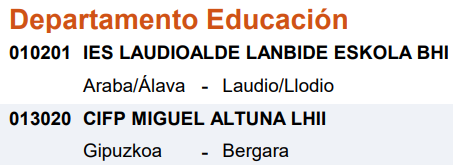 Departamento Educación
010201 IES LAUDIOALDE LANBIDE ESKOLA BHI
Araba/Álava - Laudio/Llodio
013020 CIFP MIGUEL ALTUNA LHII
Gipuzkoa - Bergara